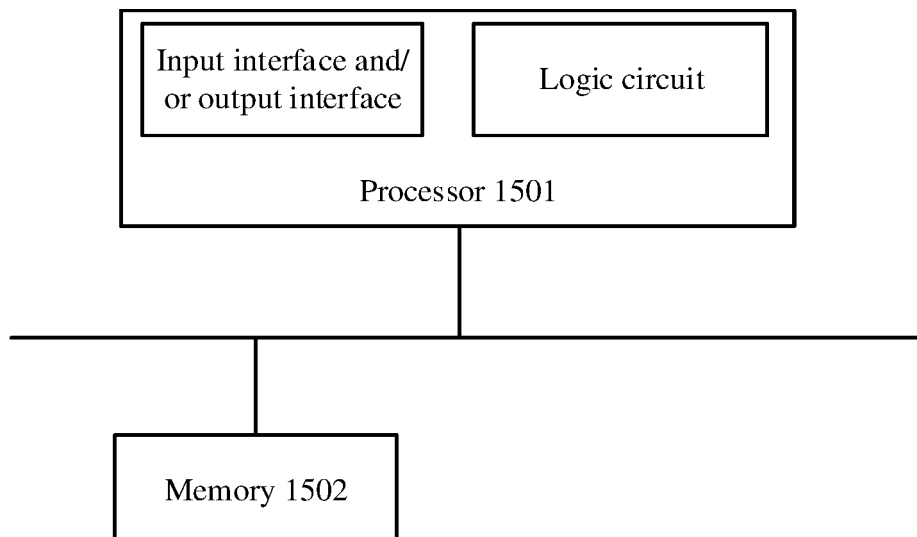 Input interface and/
or output interface
Logic circuit
Processor 1501
Memory 1502